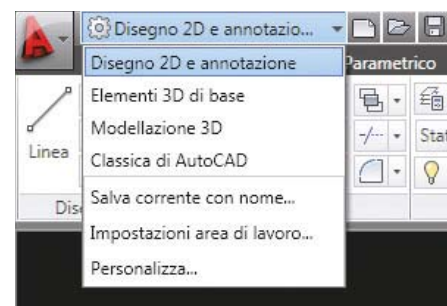 Disegno 2D e annotazio...
Disegno 2D e annotazione
Parametrico
Elementi 3D di base
Modellazione 3D
Linea
Classica di AutoCAD
Salva corrente con nome...
Impostazioni area di lavoro...
Personalizza...